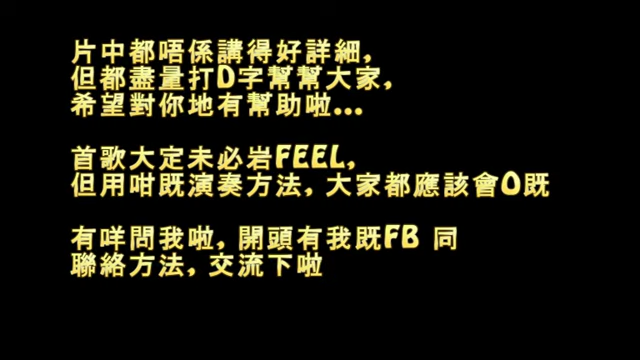 片中都唔係講得好詳細,
但都盡量打D字幫幫大家,
希望對你地有幫助啦...
首歌大定未必岩FEEL,
但用咁既演奏方法, 大家都應該會O既
有咩問我啦, 開頭有我既FB 同
聯絡方法, 交流下啦